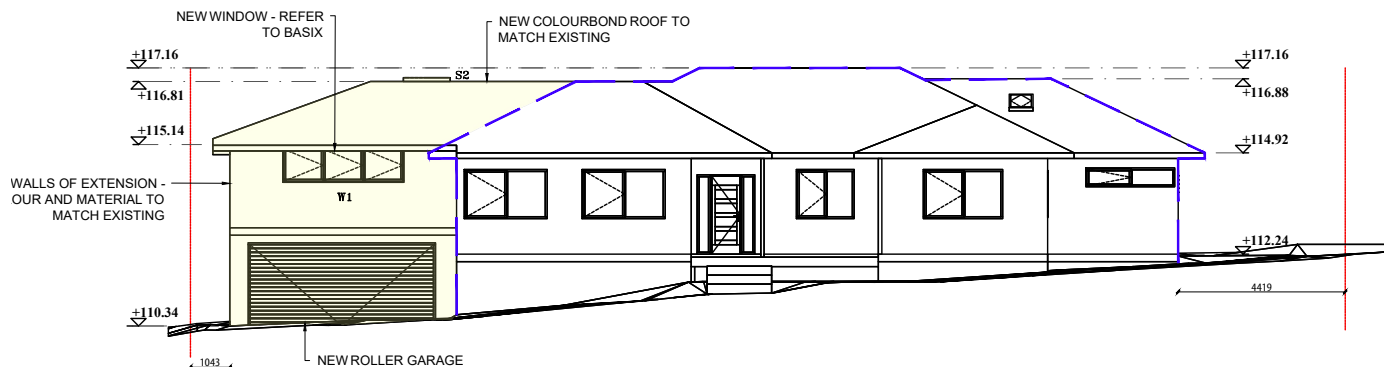 NEW WINDOW - REFER
TO BASIX
NEW COLOURBOND ROOF TO
MATCH EXISTING
+117.16
S2
+117.16
+116.81
+116.88
+115.14
+114.92
WALLS OF EXTENSION -
OUR AND MATERIAL TO
MATCH EXISTING
W1
+112.24
4419
+110.34
1043
NEW ROLLER GARAGE